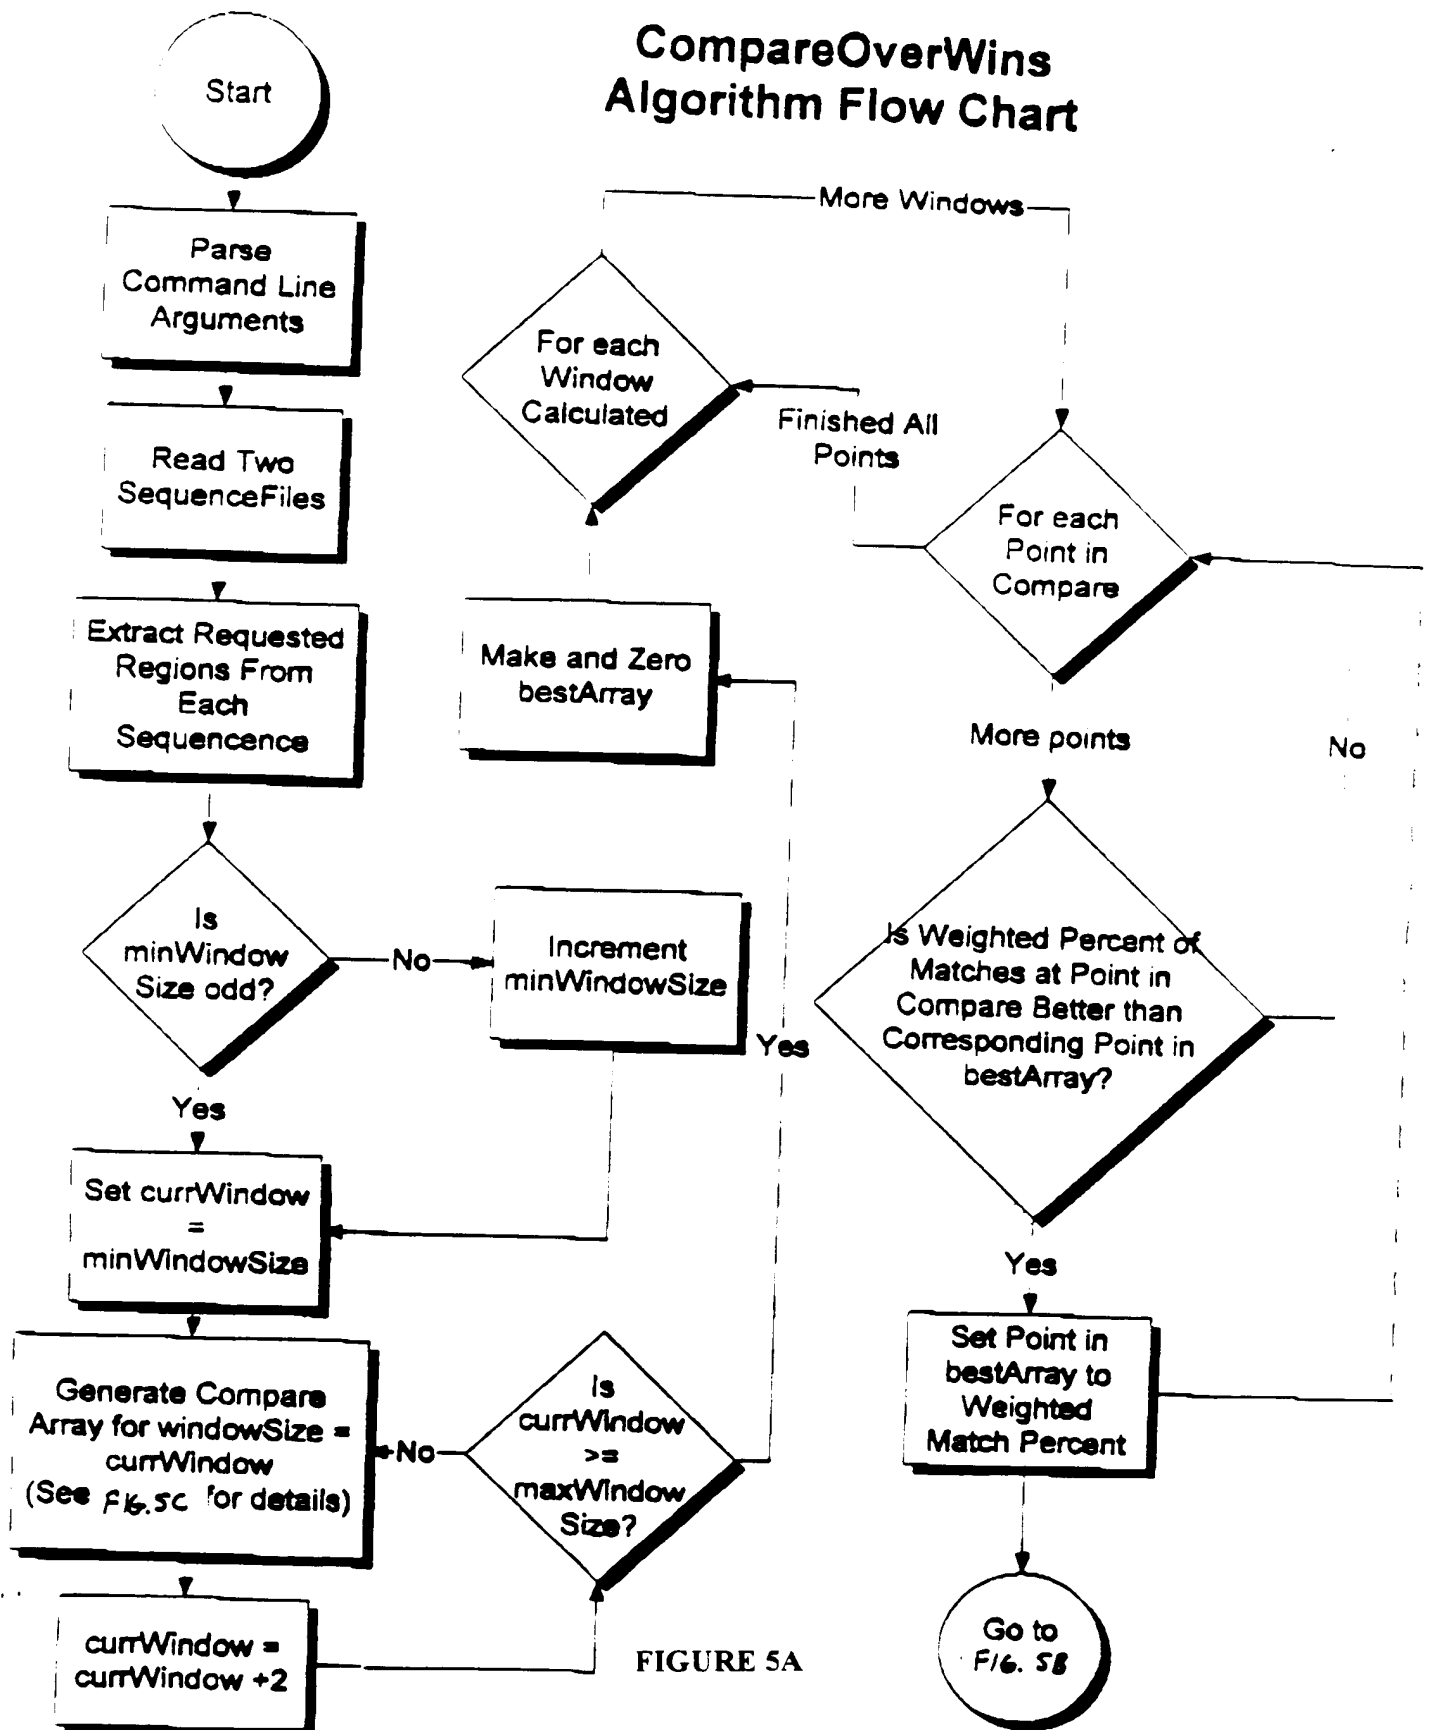 CompareOverWins
Algorithm Flow Chart
Start
Parse
Command Line
Arguments
Read Two
SequenceFiles
Extract Requested
Regions From
Each
Sequencence
Is
minWindow
Size odd?
No
Increment
minWindowSize
Yes
Set currWindow
=
minWindowSize
Generate Compare
Array for windowSize =
currWindow
(See FIG. 5C for details)
currWindow =
currWindow +2
Is
currWindow
>=
maxWindow
Size?
No
Yes
Make and Zero
bestArray
For each
Window
Calculated
More Windows
Finished All
Points
For each
Point in
Compare
More points
No
Is Weighted Percent of
Matches at Point in
Compare Better than
Corresponding Point in
bestArray?
Yes
Set Point in
bestArray to
Weighted
Match Percent
Go to
FIG. 5B
FIGURE 5A